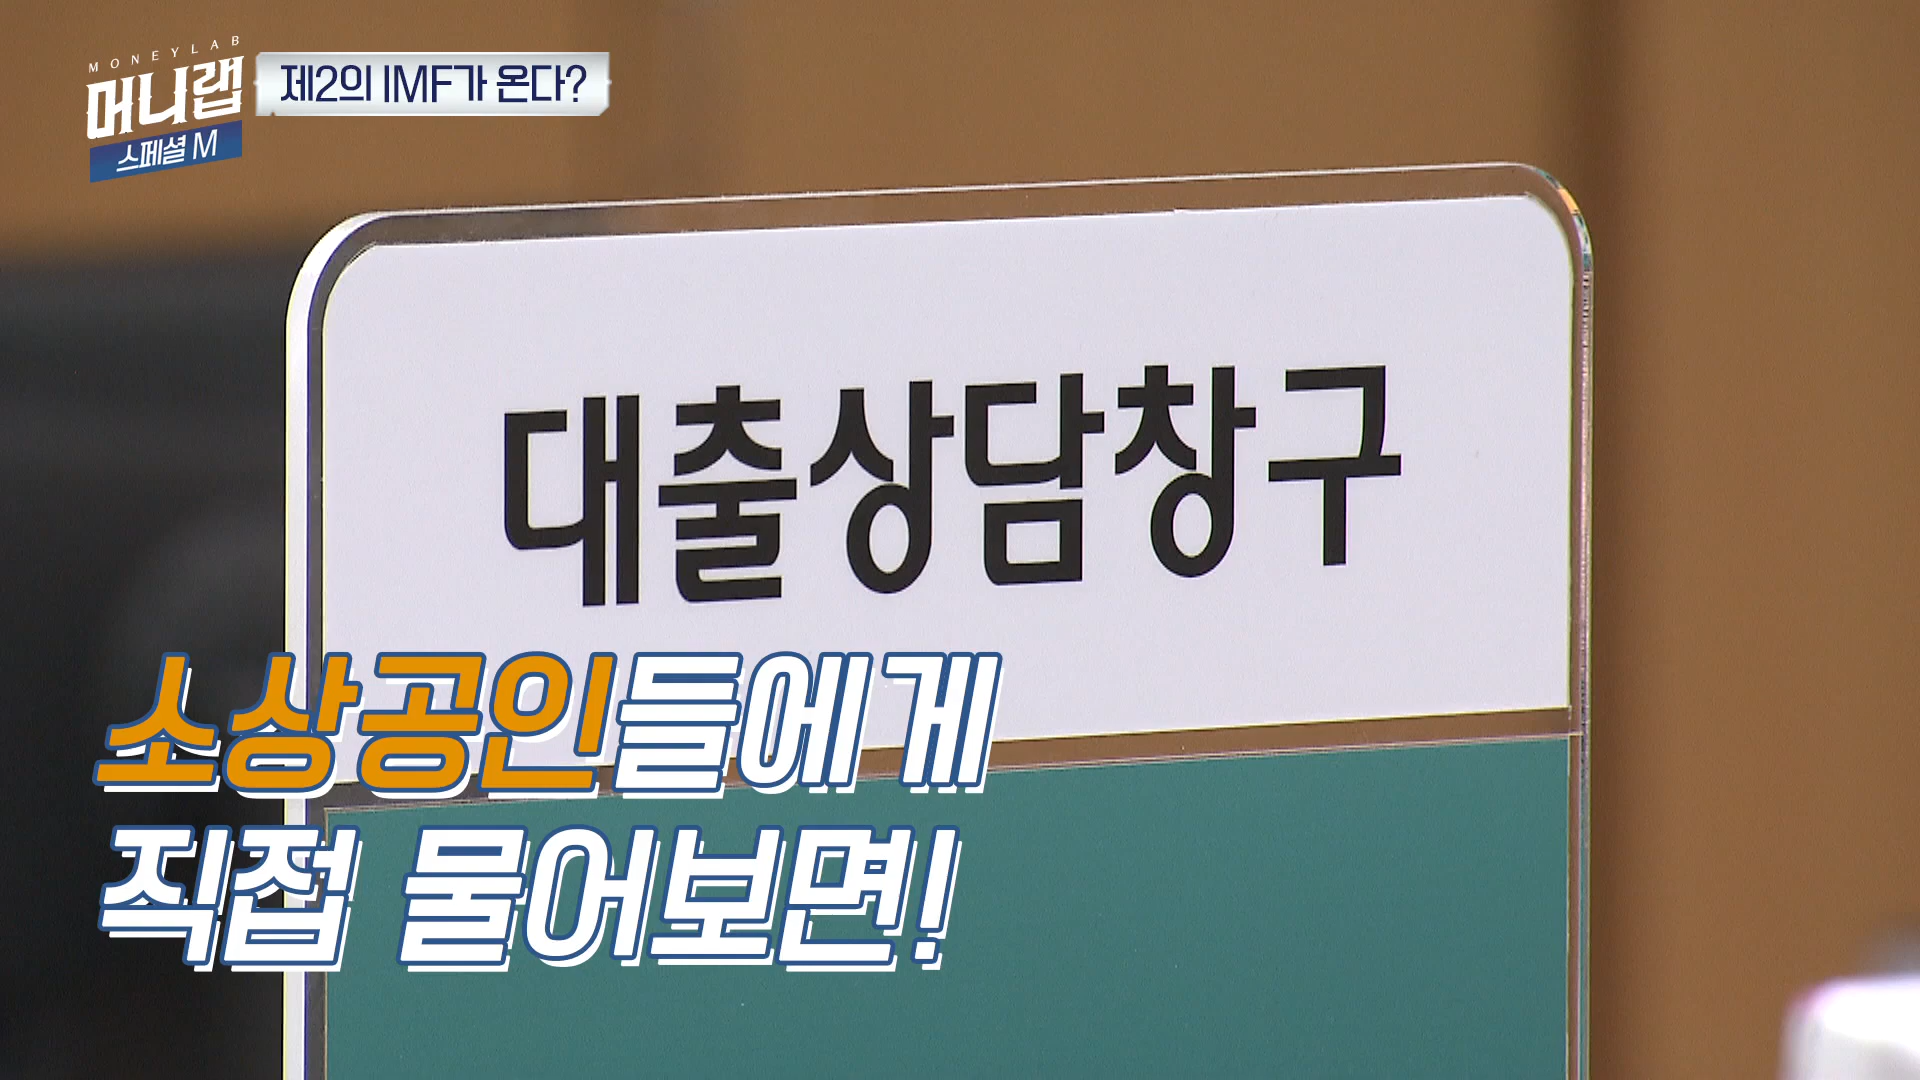 MONEYLAB
머니랩
스페셜 M
제2의 IMF가 온다?
대출상담창구
소상공인들에게
직접 물어보면!